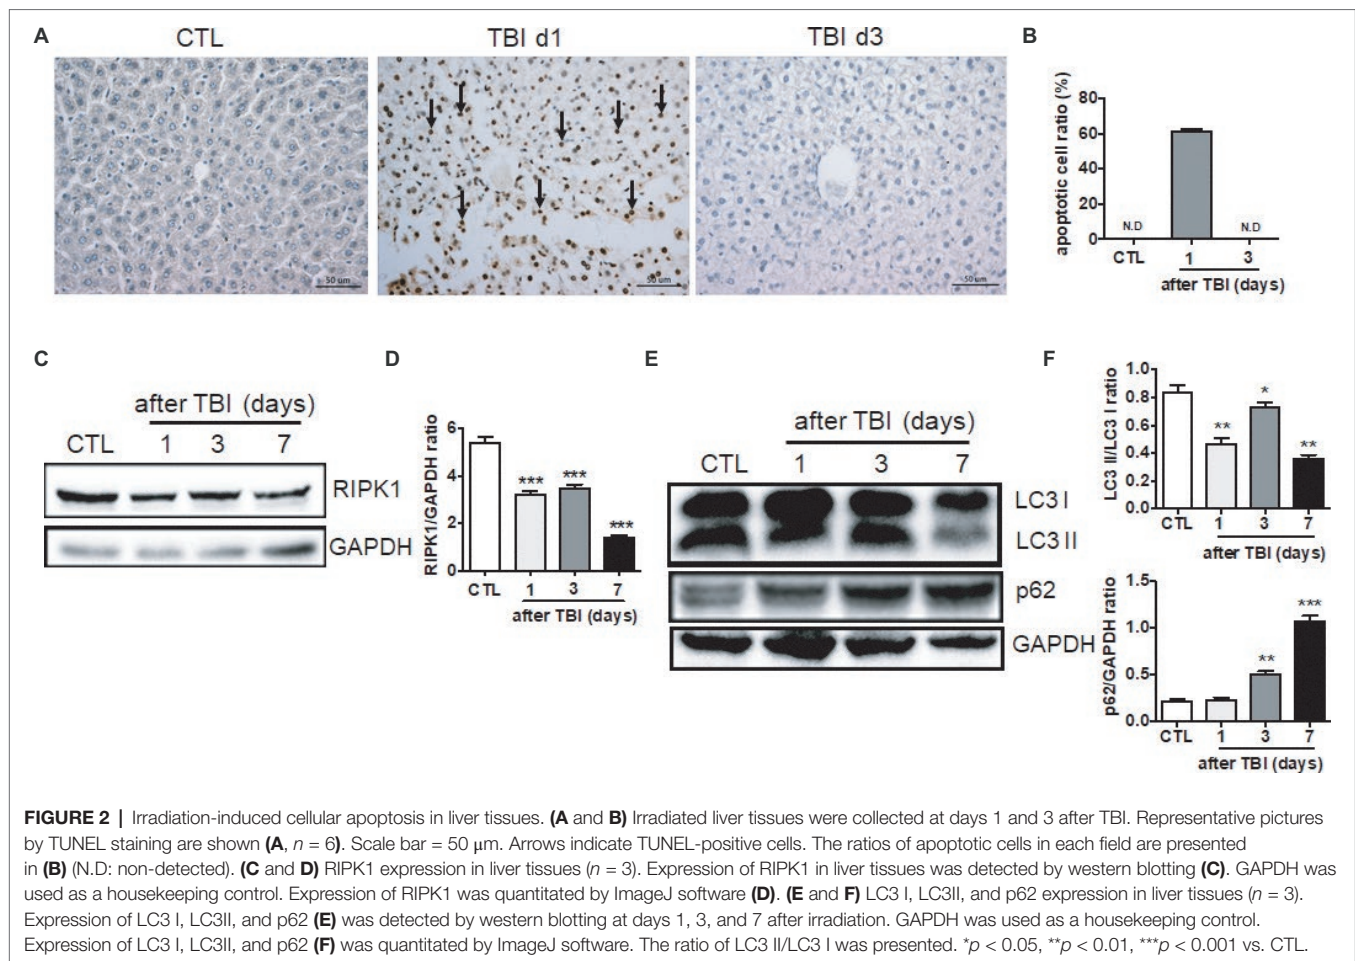 A
CTL
TBI d1
TBI d3
50 um
50 um
50 um
B
apoptotic cell ratio (%)
80
60
40
20
0
N.D
N.D
CTL
1
3
after TBI (days)
C
after TBI (days)
CTL
1
3
7
RIPK1
GAPDH
D
RIPK1/GAPDH ratio
6
4
2
0
***
***
***
CTL
1
3
7
after TBI (days)
E
after TBI (days)
CTL
1
3
7
LC3 I
LC3 II
p62
GAPDH
F
LC3 II/LC3 I ratio
1.0
0.8
0.6
0.4
0.2
0.0
**
*
**
CTL
1
3
7
after TBI (days)
p62/GAPDH ratio
1.5
1.0
0.5
0.0
**
***
CTL
1
3
7
after TBI (days)
FIGURE 2 | Irradiation-induced cellular apoptosis in liver tissues. (A and B) Irradiated liver tissues were collected at days 1 and 3 after TBI. Representative pictures
by TUNEL staining are shown (A, n = 6). Scale bar = 50 μm. Arrows indicate TUNEL-positive cells. The ratios of apoptotic cells in each field are presented
in (B) (N.D: non-detected). (C and D) RIPK1 expression in liver tissues (n = 3). Expression of RIPK1 in liver tissues was detected by western blotting (C). GAPDH was
used as a housekeeping control. Expression of RIPK1 was quantitated by ImageJ software (D). (E and F) LC3 I, LC3II, and p62 expression in liver tissues (n = 3).
Expression of LC3 I, LC3II, and p62 (E) was detected by western blotting at days 1, 3, and 7 after irradiation. GAPDH was used as a housekeeping control.
Expression of LC3 I, LC3II, and p62 (F) was quantitated by ImageJ software. The ratio of LC3 II/LC3 I was presented. *p < 0.05, **p < 0.01, ***p < 0.001 vs. CTL.